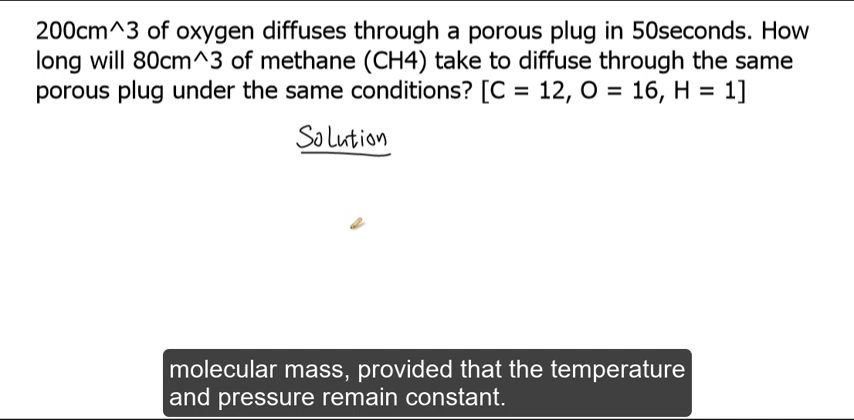 200cm^3 of oxygen diffuses through a porous plug in 50seconds. How
long will 80cm^3 of methane (CH4) take to diffuse through the same
porous plug under the same conditions? [C = 12, O = 16, H = 1]
Solution
molecular mass, provided that the temperature
and pressure remain constant.